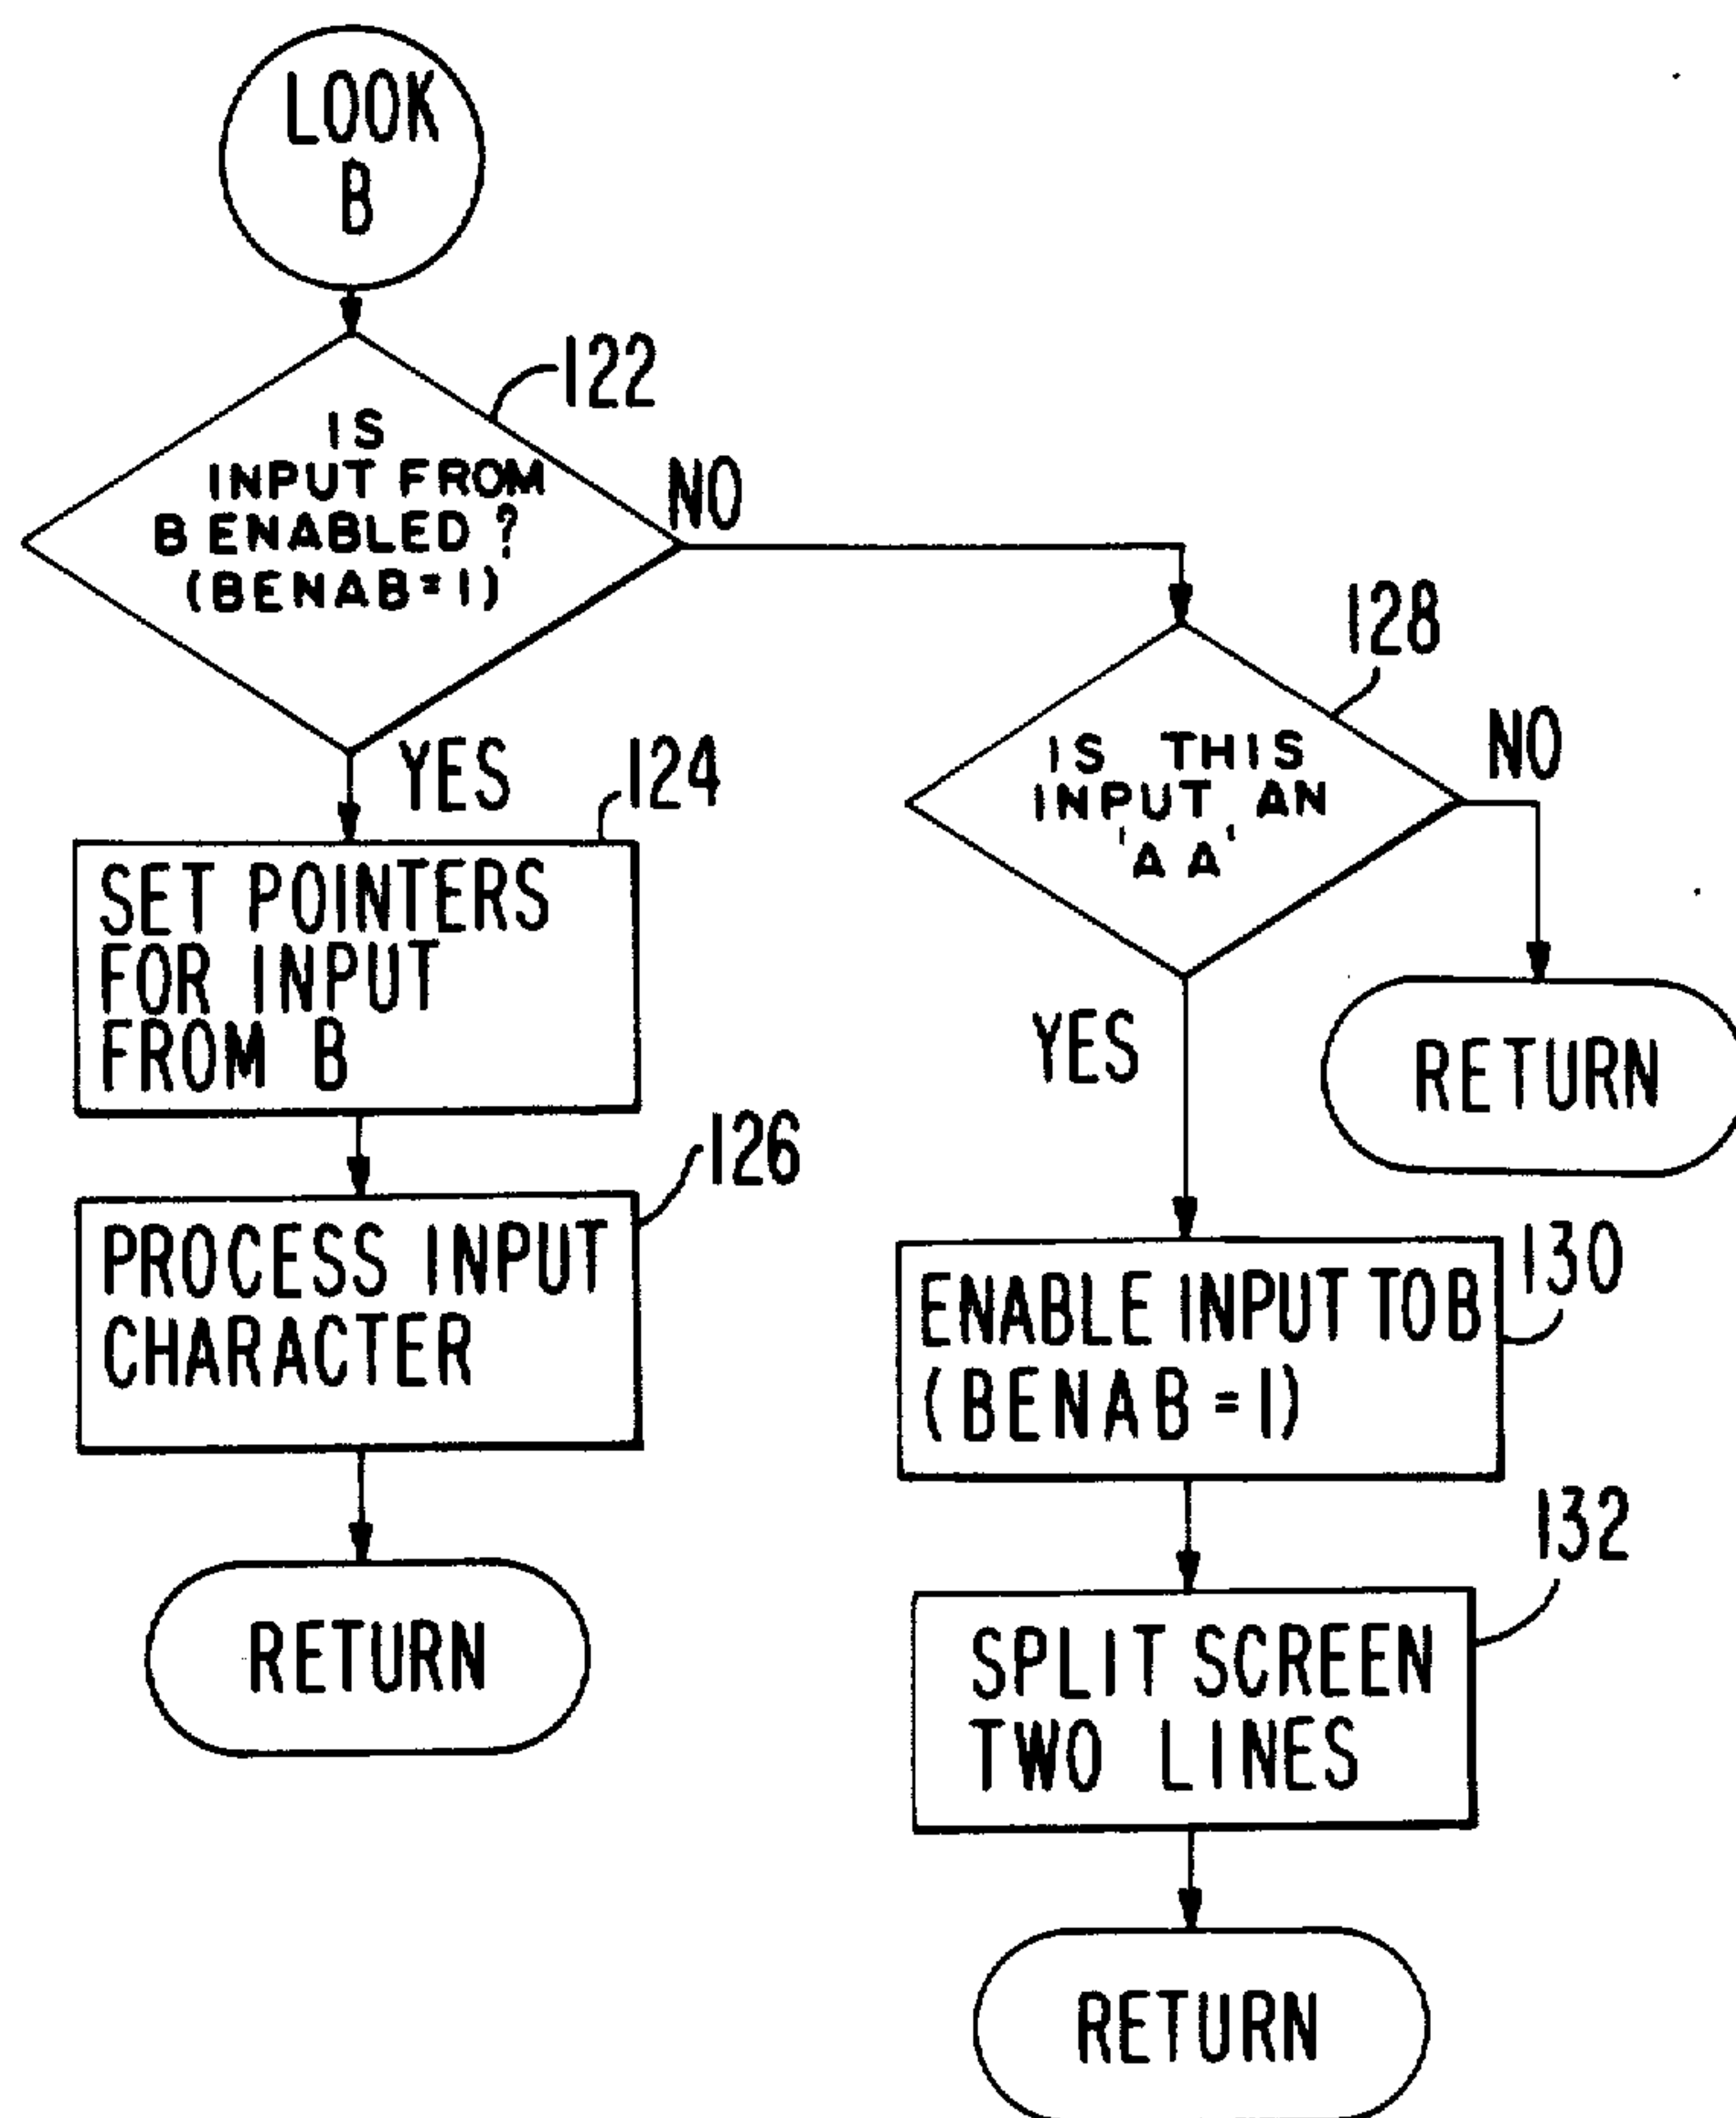 LOOK
B
122
IS
INPUT FROM
B ENABLED ?
(BENAB=1)
NO
YES
124
SET POINTERS
FOR INPUT
FROM B
126
PROCESS INPUT
CHARACTER
RETURN
128
IS THIS
INPUT AN
'AA'
NO
RETURN
YES
130
ENABLE INPUT TO B
(BENAB=1)
132
SPLIT SCREEN
TWO LINES
RETURN